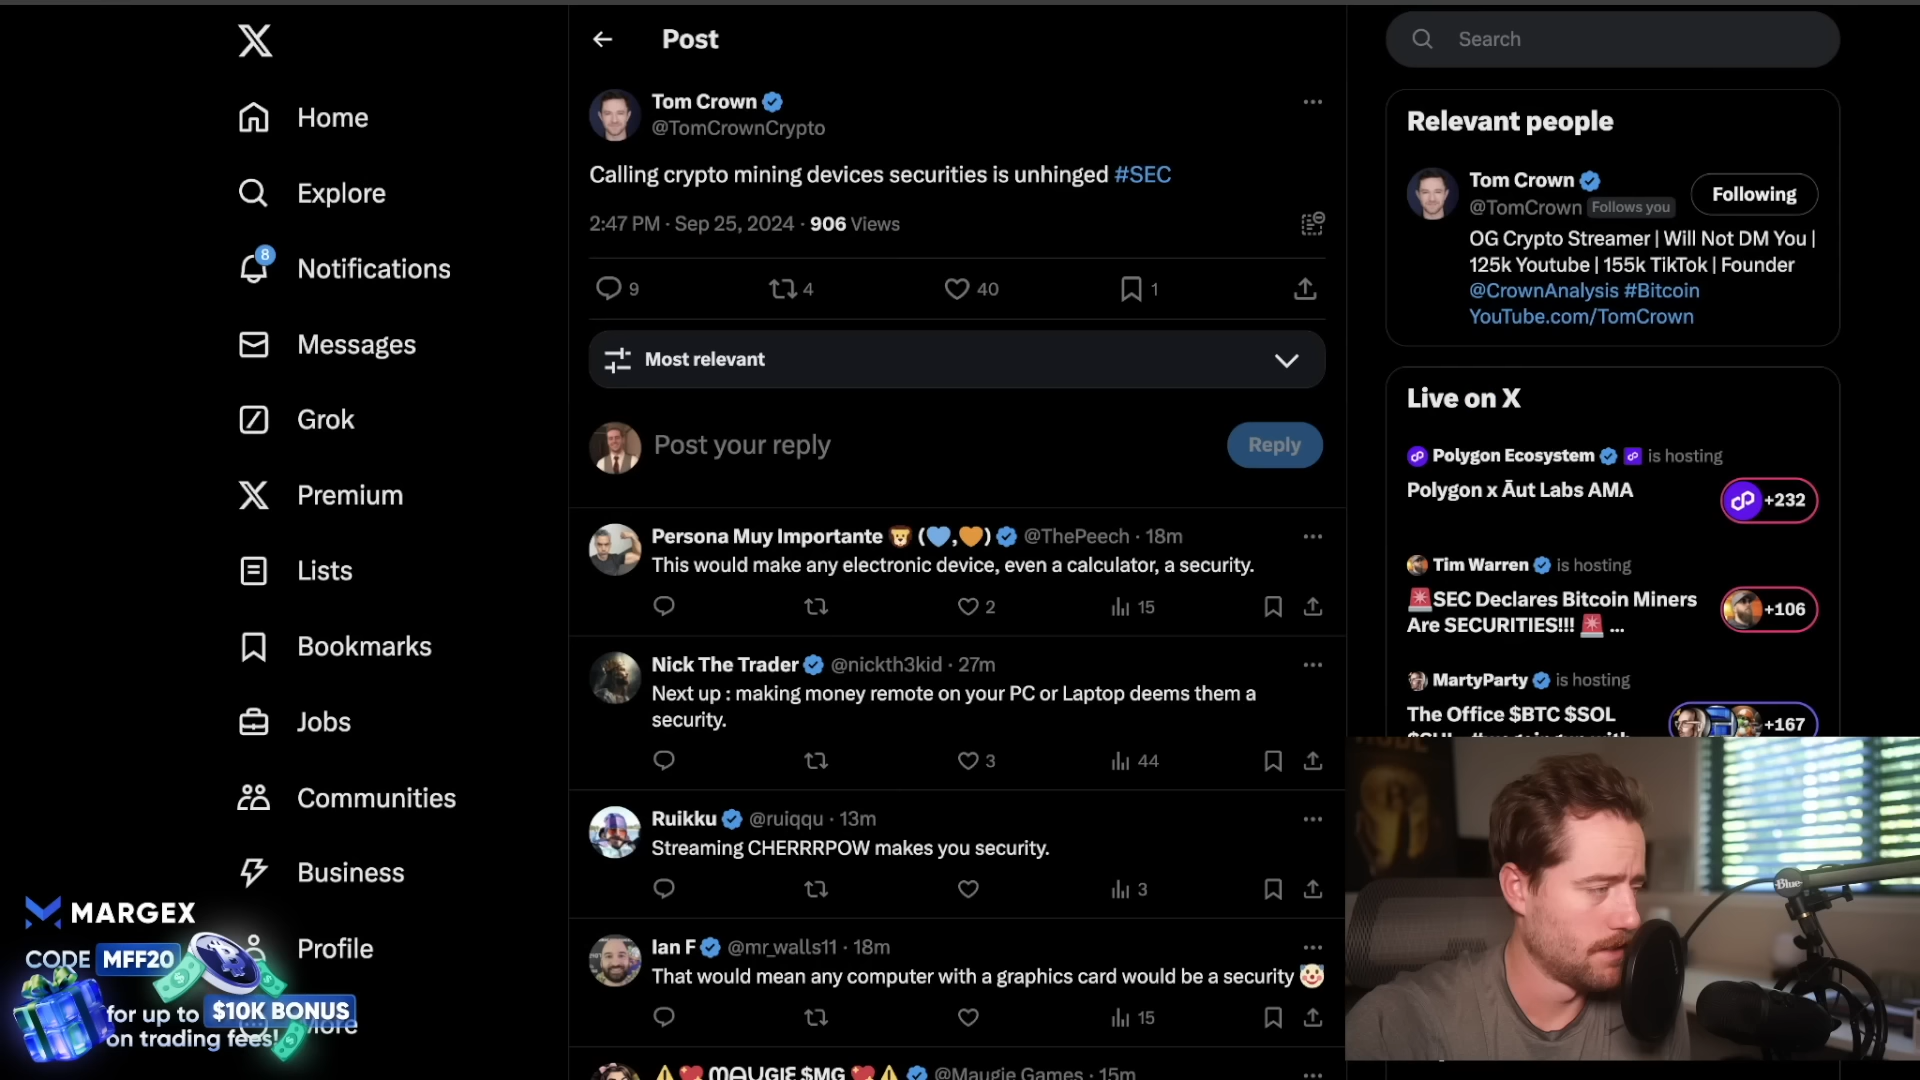 Home
Explore
8
Notifications
Messages
Grok
Premium
Lists
Bookmarks
Jobs
Communities
Business
Profile
More
MARGEX
CODE MFF20
for up to $10K BONUS
on trading fees!
Post
Tom Crown
@TomCrownCrypto
Calling crypto mining devices securities is unhinged #SEC
2:47 PM · Sep 25, 2024 · 906 Views
9 4 40 1
Most relevant
Post your reply
Reply
Persona Muy Importante 🦁 (💙,🧡) @ThePeech · 18m
This would make any electronic device, even a calculator, a security.
2 15
Nick The Trader @nickth3kid · 27m
Next up : making money remote on your PC or Laptop deems them a
security.
3 44
Ruikku @ruiqqu · 13m
Streaming CHERRRPOW makes you security.
3
Ian F @mr_walls11 · 18m
That would mean any computer with a graphics card would be a security 🤡
15
⚠️💖 ᗰᗩᑌGIE $MG 💖⚠️ @Maugie Games · 15m
Search
Relevant people
Tom Crown
@TomCrown Follows you
Following
OG Crypto Streamer | Will Not DM You |
125k Youtube | 155k TikTok | Founder
@CrownAnalysis #Bitcoin
YouTube.com/TomCrown
Live on X
Polygon Ecosystem is hosting
Polygon x Āut Labs AMA
+232
Tim Warren is hosting
🚨SEC Declares Bitcoin Miners
Are SECURITIES!!! 🚨 ...
+106
MartyParty is hosting
The Office $BTC $SOL
+167
Blue